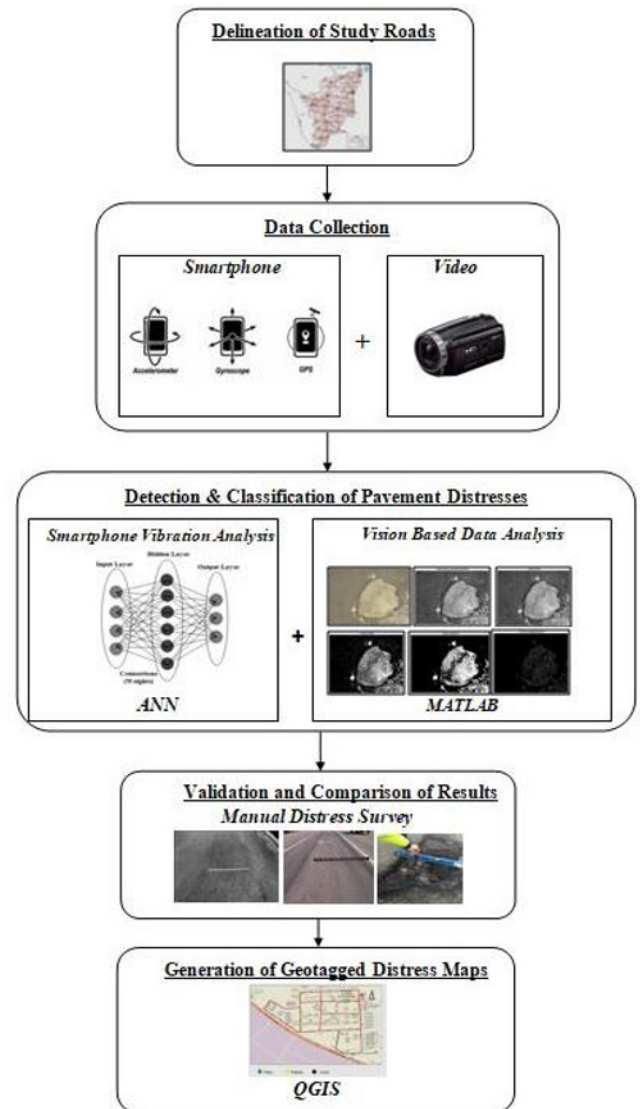 Delineation of Study Roads
Data Collection
Smartphone
Accelerometer
Gyroscope
GPS
+
Video
Detection & Classification of Pavement Distresses
Smartphone Vibration Analysis
Input Layer
Hidden Layer
Output Layer
Connections
ANN
+
Vision Based Data Analysis
MATLAB
Validation and Comparison of Results
Manual Distress Survey
Generation of Geotagged Distress Maps
QGIS